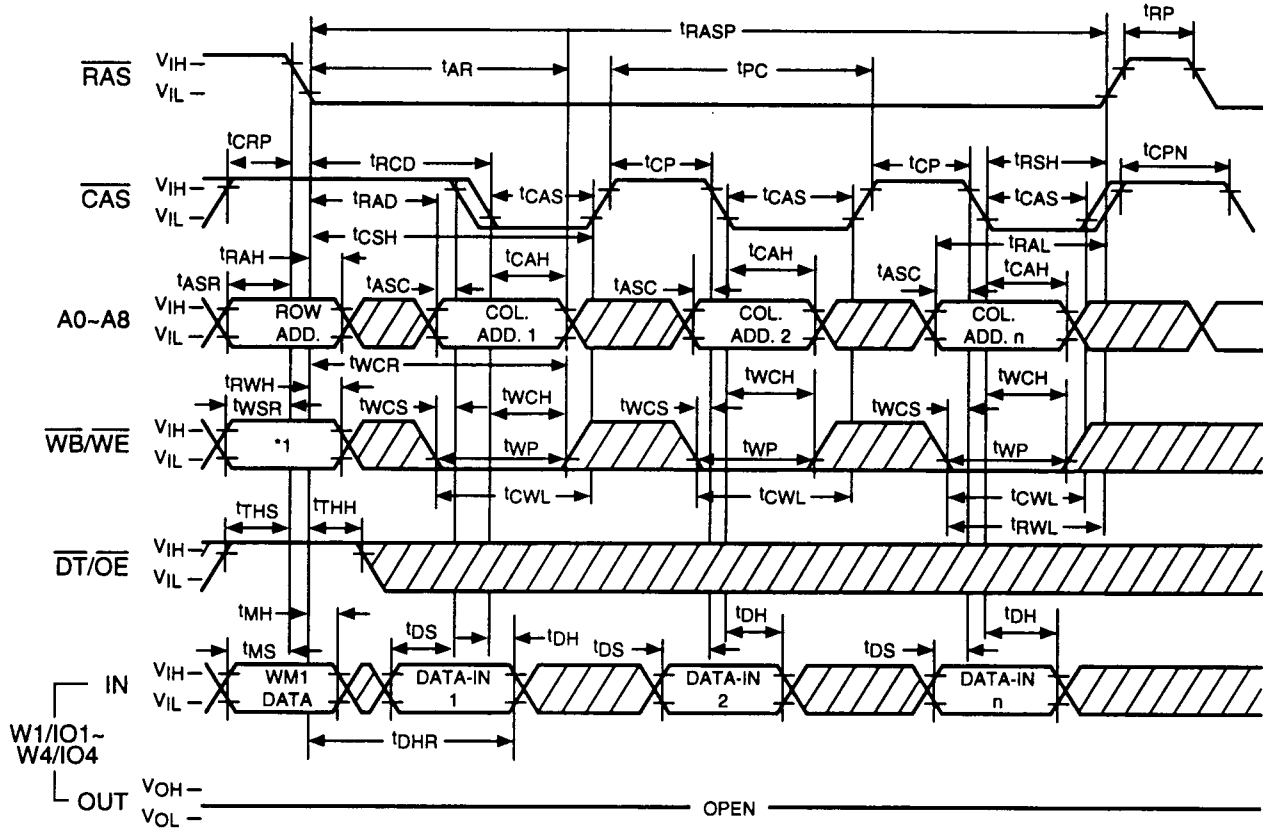 tRASP tRP
RAS VIH tAR tPC
VIL
tCRP tRCD tCP tCP tRSH tCPN
CAS VIH tCAS tCAS tCAS
VIL tRAD
tCSH tRAL
tRAH tCAH tCAH tCAH
tASR tASC tASC tASC
A0~A8 VIH ROW COL. COL. COL.
VIL ADD. ADD. 1 ADD. 2 ADD. n
tWCR
tRWH tWCH tWCH tWCH
tWSR tWCS tWCS tWCS
WB/WE VIH *1
VIL tWP tWP tWP
tCWL tCWL tCWL
tTHS tTHH tRWL
DT/OE VIH
VIL
tMH tDS tDH tDS tDH tDS tDH
tMS
IN VIH WM1 DATA-IN DATA-IN DATA-IN
VIL DATA 1 2 n
W1/IO1~
W4/IO4
tDHR
OUT VOH
VOL OPEN